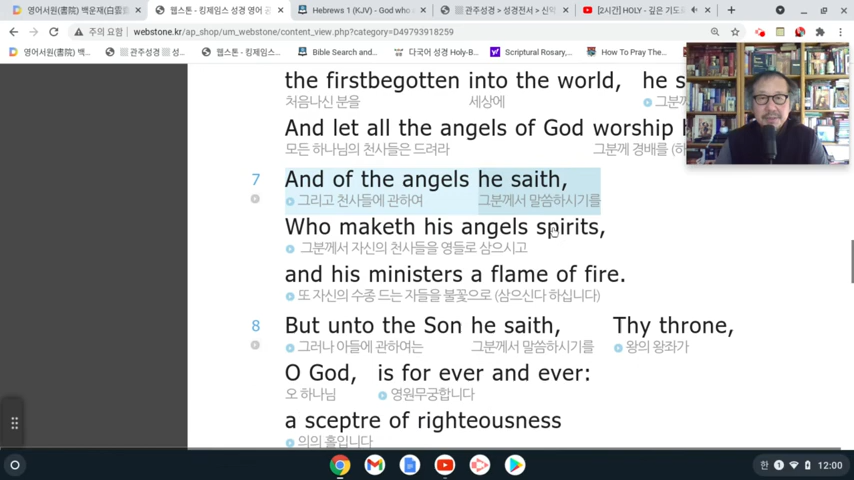 영어서원(書院) 백운재(白雲
웹스톤 - 킹제임스 성경 영어 공
Hebrews 1 (KJV) - God who a
관주성경 > 성경전서 > 신약
[2시간] HOLY - 깊은 기도
주의 요함
webstone.kr/ap_shop/um_webstone/content_view.php?category=D49793918259
영어서원(書院) 백...
관주성경 성...
웹스톤 - 킹제임스...
Bible Search and...
다국어 성경 Holy-B...
Scriptural Rosary,...
How To Pray The...
the firstbegotten into the world, he s
처음나신 분을 세상에 그분께
And let all the angels of God worship h
모든 하나님의 천사들은 드려라 그분께 경배를 (하
7 And of the angels he saith,
그리고 천사들에 관하여 그분께서 말씀하시기를
Who maketh his angels spirits,
그분께서 자신의 천사들을 영들로 삼으시고
and his ministers a flame of fire.
또 자신의 수종 드는 자들을 불꽃으로 (삼으신다 하십니다)
8 But unto the Son he saith, Thy throne,
그러나 아들에 관하여는 그분께서 말씀하시기를 왕의 왕좌가
O God, is for ever and ever:
오 하나님 영원무궁합니다
a sceptre of righteousness
의의 홀입니다
한 1 12:00